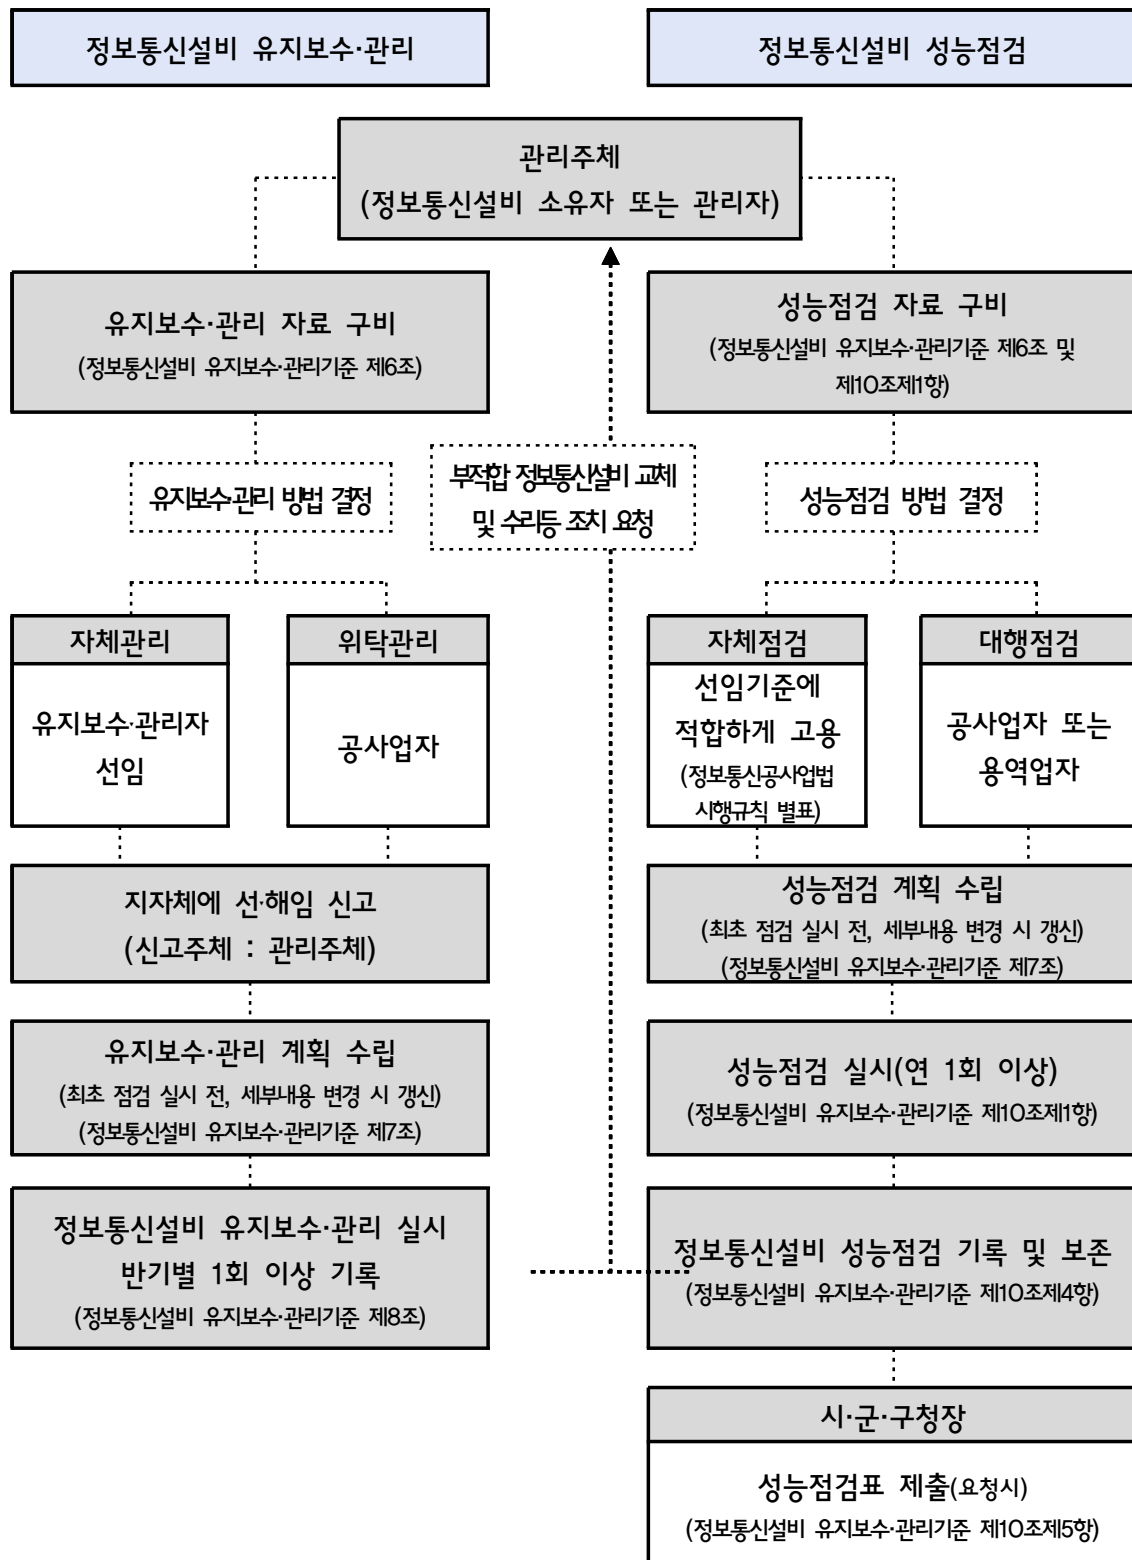 정보통신설비 유지보수·관리
정보통신설비 성능점검
관리주체
(정보통신설비 소유자 또는 관리자)
유지보수·관리 자료 구비
(정보통신설비 유지보수·관리기준 제6조)
성능점검 자료 구비
(정보통신설비 유지보수·관리기준 제6조 및
제10조제1항)
유지보수·관리 방법 결정
부적합 정보통신설비 교체
및 수리등 조치 요청
성능점검 방법 결정
자체관리
유지보수·관리자
선임
위탁관리
공사업자
자체점검
선임기준에
적합하게 고용
(정보통신공사업법
시행규칙 별표)
대행점검
공사업자 또는
용역업자
지자체에 선·해임 신고
(신고주체 : 관리주체)
성능점검 계획 수립
(최초 점검 실시 전, 세부내용 변경 시 갱신)
(정보통신설비 유지보수·관리기준 제7조)
유지보수·관리 계획 수립
(최초 점검 실시 전, 세부내용 변경 시 갱신)
(정보통신설비 유지보수·관리기준 제7조)
성능점검 실시(연 1회 이상)
(정보통신설비 유지보수·관리기준 제10조제1항)
정보통신설비 유지보수·관리 실시
반기별 1회 이상 기록
(정보통신설비 유지보수·관리기준 제8조)
정보통신설비 성능점검 기록 및 보존
(정보통신설비 유지보수·관리기준 제10조제4항)
시·군·구청장
성능점검표 제출(요청시)
(정보통신설비 유지보수·관리기준 제10조제5항)